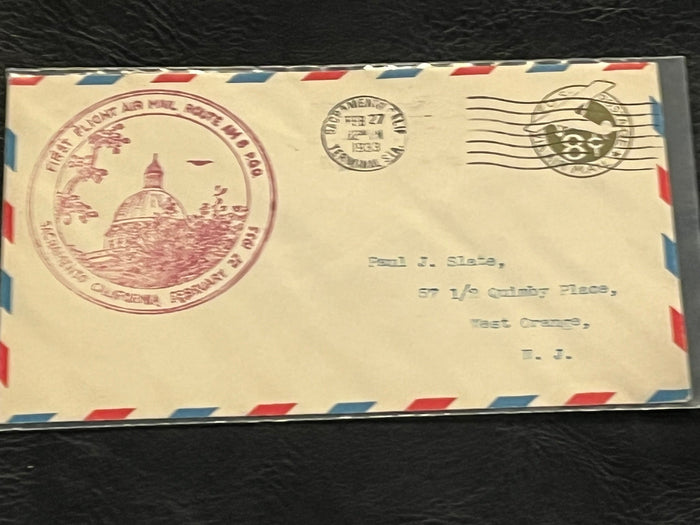 FIRST FLIGHT AIR MAIL ROUTE AM 8 P.O.D.
SACRAMENTO CALIFORNIA, FEBRUARY 27 1933
SACRAMENTO CALIF
FEB 27
1933
TERMINAL STA.
8¢
Paul J. Slate,
57 1/2 Quimby Place,
West Orange,
N. J.